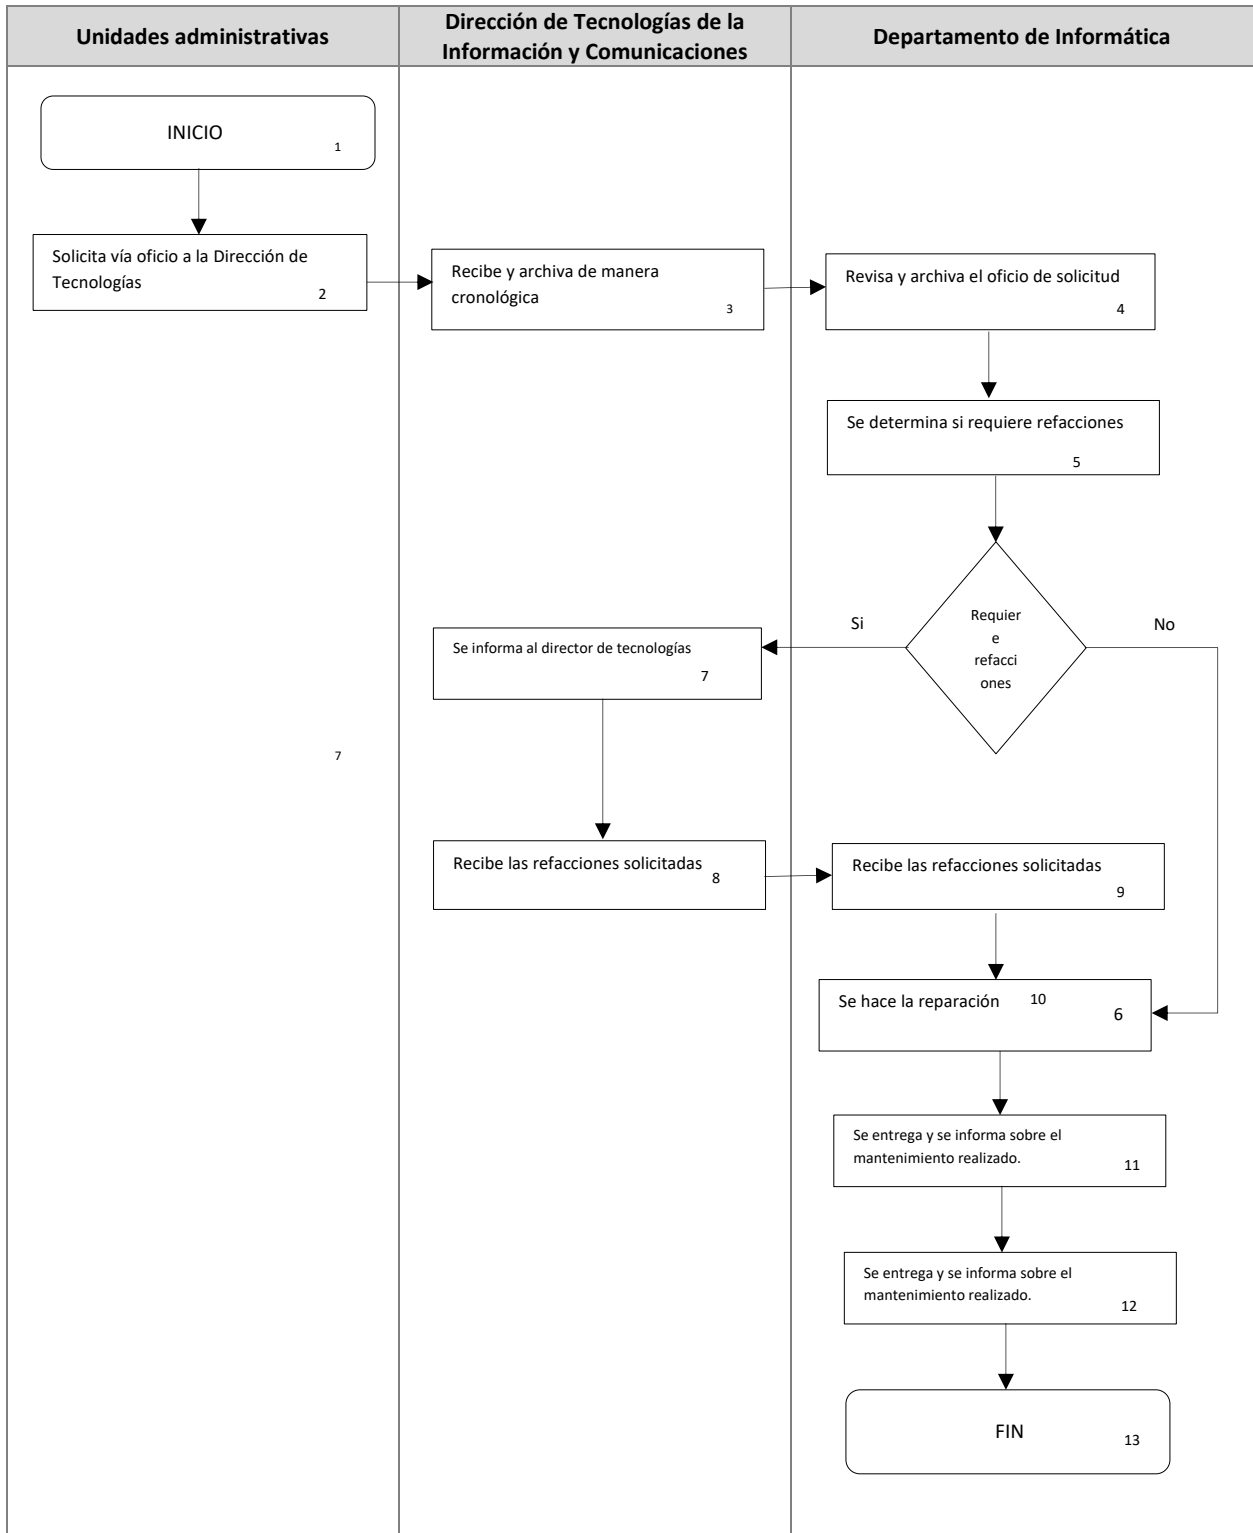 Unidades administrativas
Dirección de Tecnologías de la
Información y Comunicaciones
Departamento de Informática
INICIO
1
Solicita vía oficio a la Dirección de
Tecnologías
2
Recibe y archiva de manera
cronológica
3
Revisa y archiva el oficio de solicitud
4
Se determina si requiere refacciones
5
Requier
e
refacci
ones
Si
No
Se informa al director de tecnologías
7
7
Recibe las refacciones solicitadas
8
Recibe las refacciones solicitadas
9
Se hace la reparación
10
6
Se entrega y se informa sobre el
mantenimiento realizado.
11
Se entrega y se informa sobre el
mantenimiento realizado.
12
FIN
13